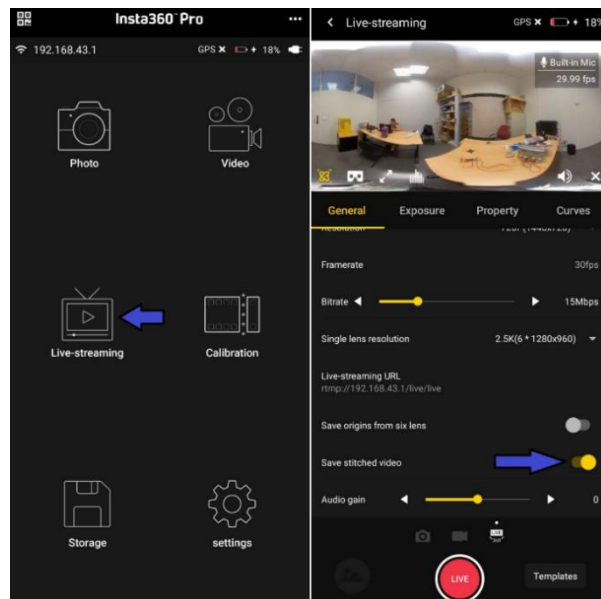 Insta360 Pro
192.168.43.1 GPS 18%
Photo Video
Live-streaming Calibration
Storage settings
Live-streaming GPS 18%
Built-in Mic
29.99 fps
General Exposure Property Curves
Resolution 720P(1440x720)
Framerate 30fps
Bitrate 15Mbps
Single lens resolution 2.5K(6*1280x960)
Live-streaming URL
rtmp://192.168.43.1/live/live
Save origins from six lens
Save stitched video
Audio gain 0
LIVE
Templates